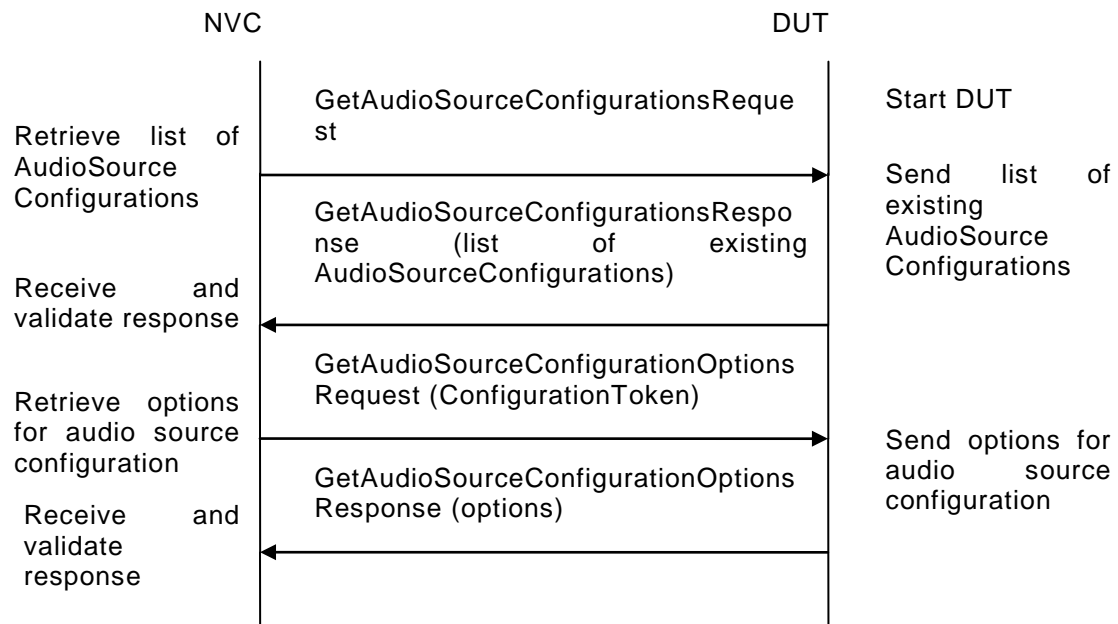 NVC
DUT
GetAudioSourceConfigurationsReque
st
Start DUT
Retrieve list of
AudioSource
Configurations
Send list of
existing
AudioSource
Configurations
GetAudioSourceConfigurationsRespo
nse (list of existing
AudioSourceConfigurations)
Receive and
validate response
GetAudioSourceConfigurationOptions
Request (ConfigurationToken)
Retrieve options
for audio source
configuration
Send options for
audio source
configuration
GetAudioSourceConfigurationOptions
Response (options)
Receive and
validate
response